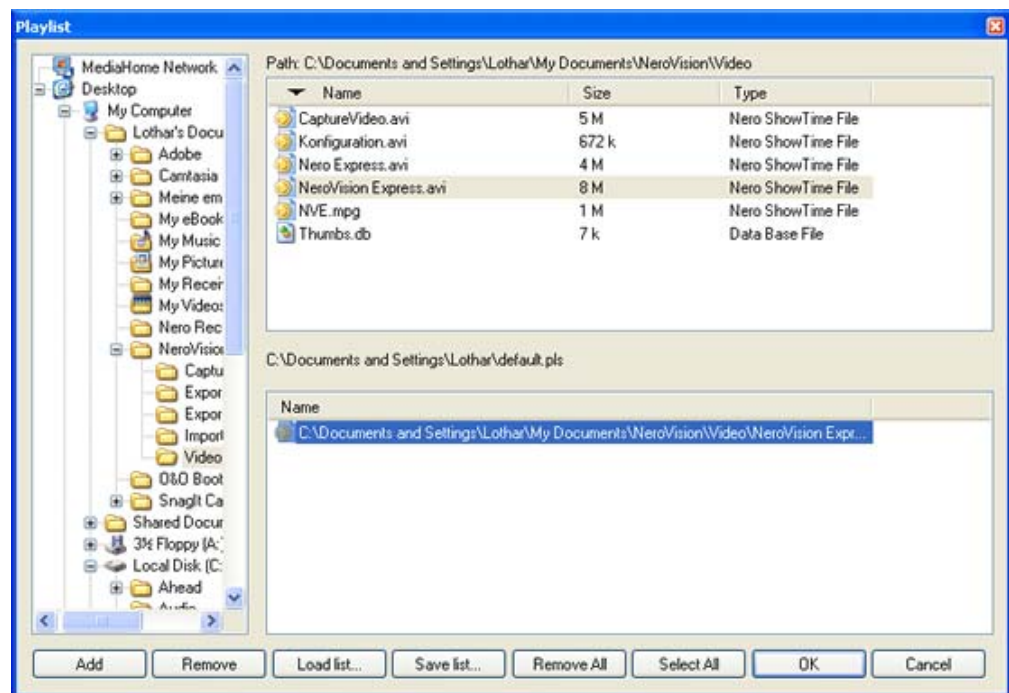 Playlist
MediaHome Network
Desktop
My Computer
Lothar's Docu
Adobe
Camtasia
Meine em
My eBook
My Music
My Picture
My Recei
My Videos
Nero Rec
NeroVision
Captu
Expor
Expor
Import
Video
O&O Boot
SnagIt Ca
Shared Docur
3½ Floppy (A:)
Local Disk (C:
Ahead
Audio
Path: C:\Documents and Settings\Lothar\My Documents\NeroVision\Video
Name Size Type
CaptureVideo.avi 5 M Nero ShowTime File
Konfiguration.avi 672 k Nero ShowTime File
Nero Express.avi 4 M Nero ShowTime File
NeroVision Express.avi 8 M Nero ShowTime File
NVE.mpg 1 M Nero ShowTime File
Thumbs.db 7 k Data Base File
C:\Documents and Settings\Lothar\default.pls
Name
C:\Documents and Settings\Lothar\My Documents\NeroVision\Video\NeroVision Expr...
Add Remove Load list... Save list... Remove All Select All OK Cancel